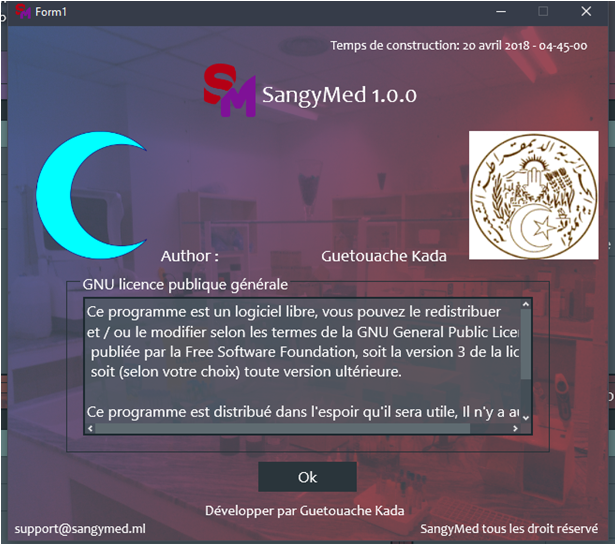 Form1
Temps de construction: 20 avril 2018 - 04-45-00
SM SangyMed 1.0.0
Author : Guetouache Kada
GNU licence publique générale
Ce programme est un logiciel libre, vous pouvez le redistribuer
et / ou le modifier selon les termes de la GNU General Public Licen
publiée par la Free Software Foundation, soit la version 3 de la lic
soit (selon votre choix) toute version ultérieure.
Ce programme est distribué dans l'espoir qu'il sera utile, Il n'y a au
Ok
Développer par Guetouache Kada
support@sangymed.ml
SangyMed tous les droit réservé